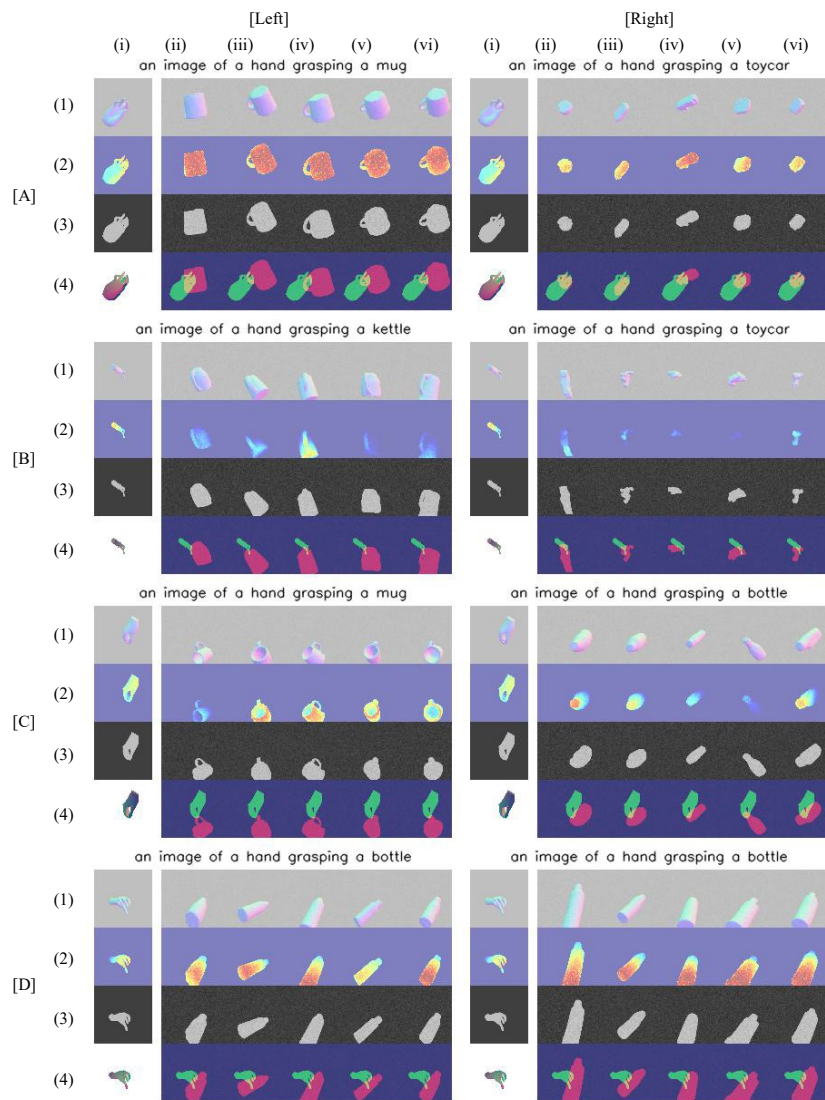 [Left] [Right]
(i) (ii) (iii) (iv) (v) (vi) (i) (ii) (iii) (iv) (v) (vi)
an image of a hand grasping a mug an image of a hand grasping a toycar
(1)
(2)
[A]
(3)
(4)
an image of a hand grasping a kettle an image of a hand grasping a toycar
(1)
(2)
[B]
(3)
(4)
an image of a hand grasping a mug an image of a hand grasping a bottle
(1)
(2)
[C]
(3)
(4)
an image of a hand grasping a bottle an image of a hand grasping a bottle
(1)
(2)
[D]
(3)
(4)